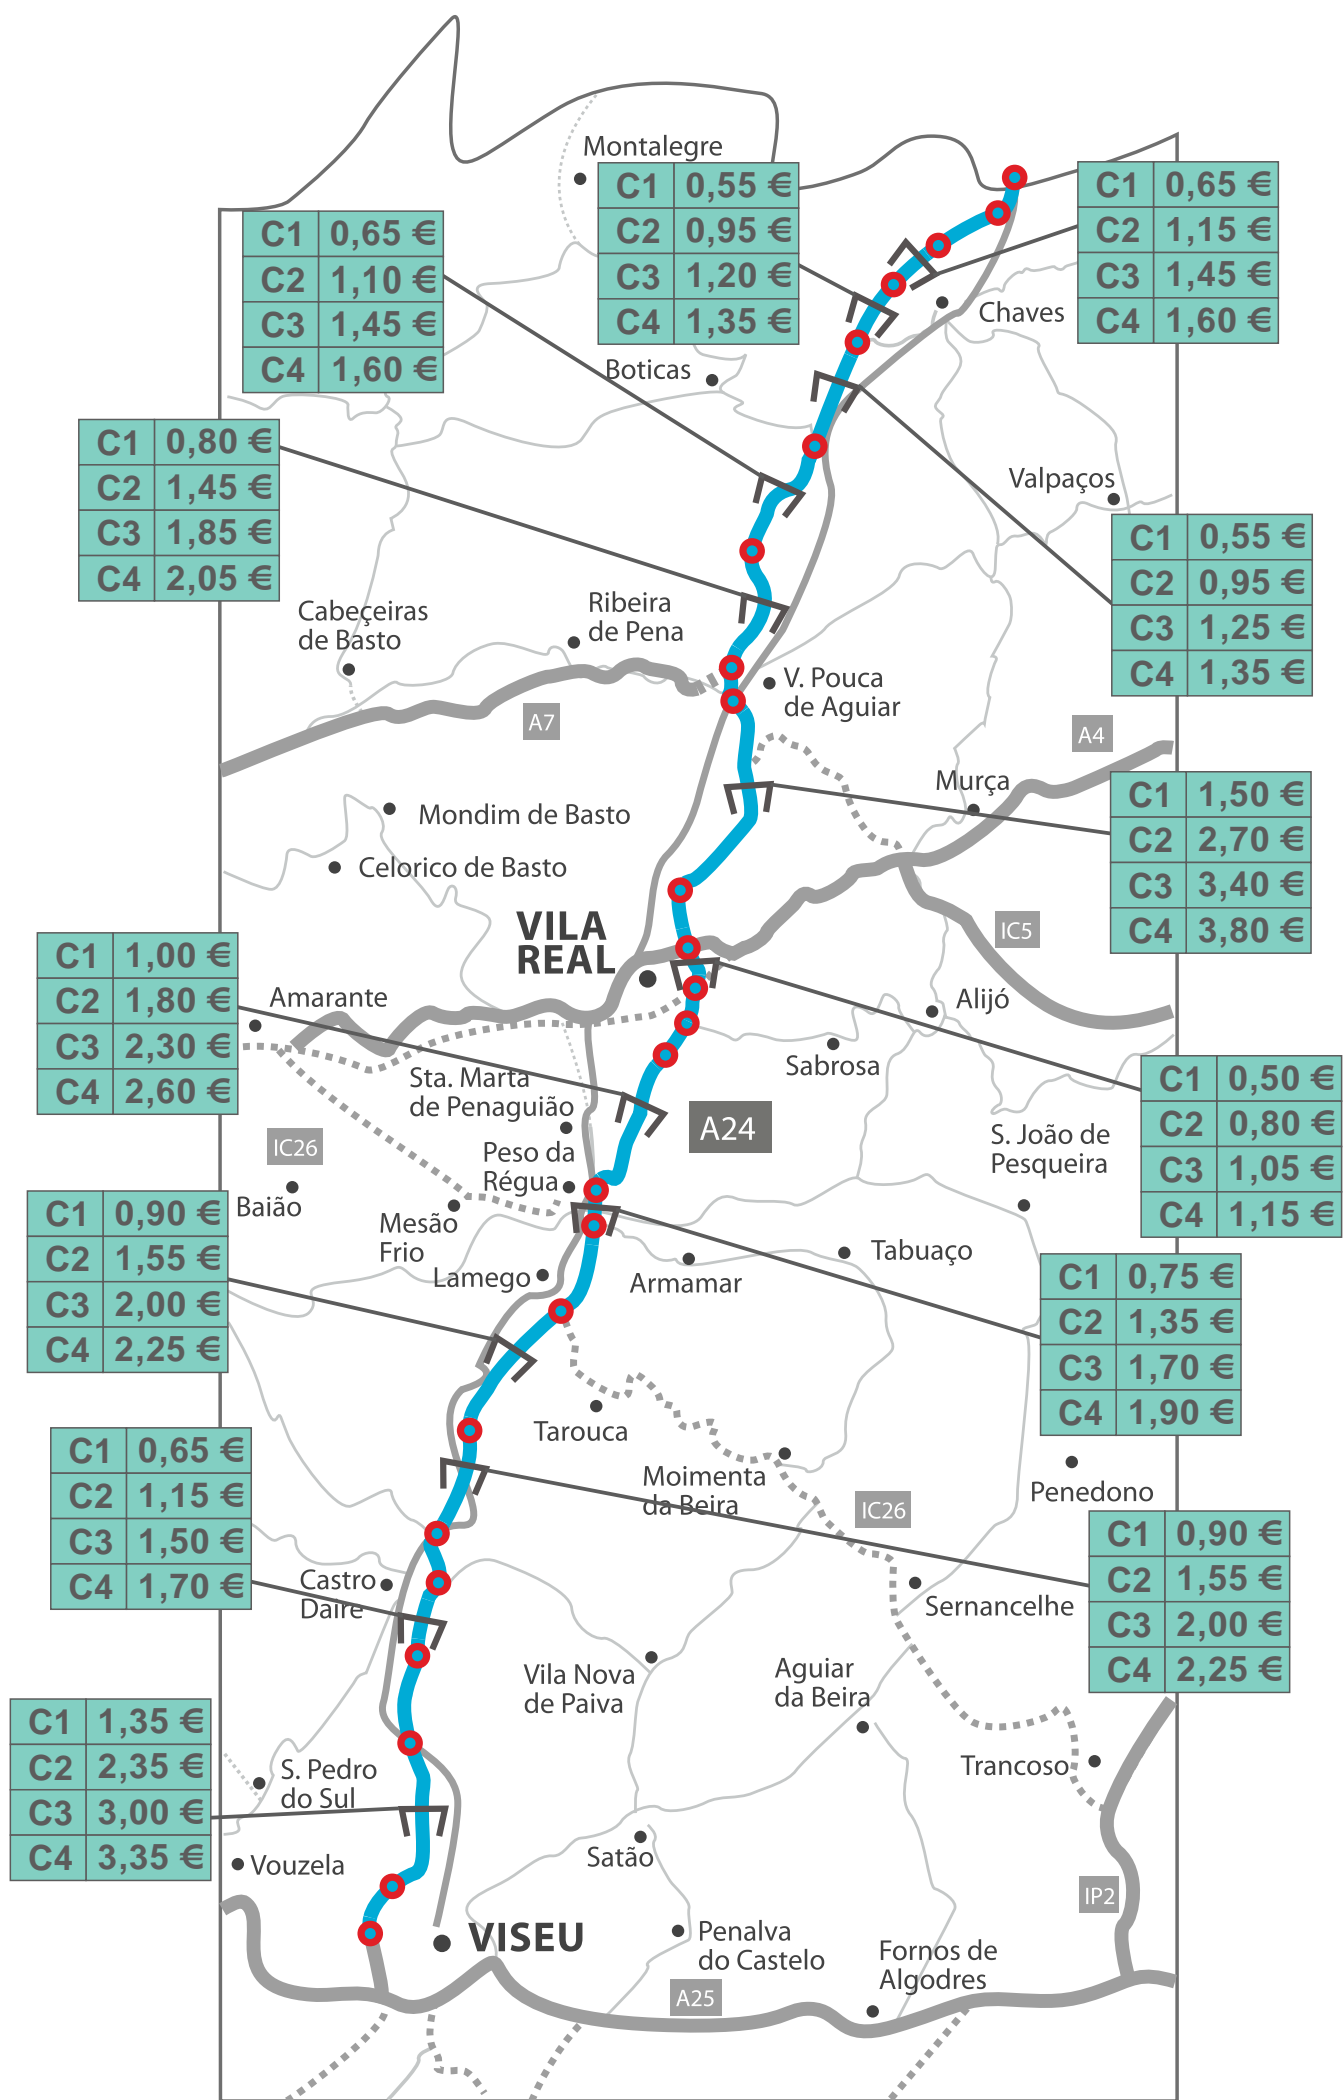 Montalegre
C1 0,55 €
C2 0,95 €
C3 1,20 €
C4 1,35 €
C1 0,65 €
C2 1,15 €
C3 1,45 €
C4 1,60 €
C1 0,65 €
C2 1,10 €
C3 1,45 €
C4 1,60 €
Chaves
Boticas
C1 0,80 €
C2 1,45 €
C3 1,85 €
C4 2,05 €
Valpaços
C1 0,55 €
C2 0,95 €
C3 1,25 €
C4 1,35 €
Cabeçeiras
de Basto
Ribeira
de Pena
V. Pouca
de Aguiar
A7
A4
Murça
C1 1,50 €
C2 2,70 €
C3 3,40 €
C4 3,80 €
Mondim de Basto
Celorico de Basto
VILA
REAL
IC5
C1 1,00 €
C2 1,80 €
C3 2,30 €
C4 2,60 €
Amarante
Alijó
Sabrosa
C1 0,50 €
C2 0,80 €
C3 1,05 €
C4 1,15 €
Sta. Marta
de Penaguião
A24
S. João de
Pesqueira
IC26
Peso da
Régua
Baião
Mesão
Frio
C1 0,90 €
C2 1,55 €
C3 2,00 €
C4 2,25 €
Lamego
Armamar
Tabuaço
C1 0,75 €
C2 1,35 €
C3 1,70 €
C4 1,90 €
Tarouca
C1 0,65 €
C2 1,15 €
C3 1,50 €
C4 1,70 €
Moimenta
da Beira
IC26
Penedono
C1 0,90 €
C2 1,55 €
C3 2,00 €
C4 2,25 €
Castro
Daire
Sernancelhe
Vila Nova
de Paiva
Aguiar
da Beira
C1 1,35 €
C2 2,35 €
C3 3,00 €
C4 3,35 €
S. Pedro
do Sul
Trancoso
Vouzela
Satão
IP2
VISEU
Penalva
do Castelo
Fornos de
Algodres
A25